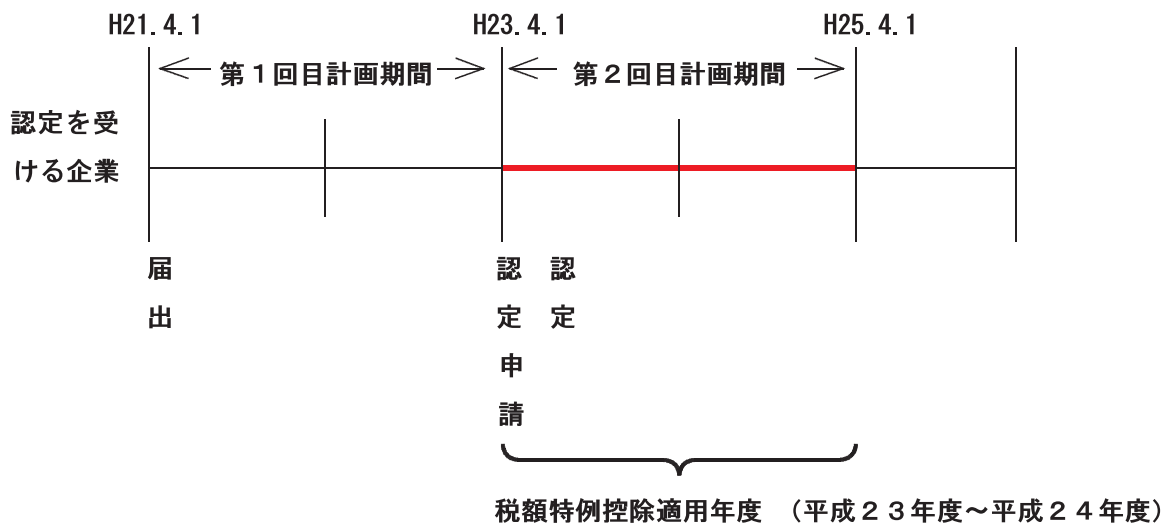 H21.4.1 H23.4.1 H25.4.1
第１回目計画期間 第２回目計画期間
認定を受
ける企業
届出
認定申請
認定
税額特例控除適用年度 （平成２３年度～平成２４年度）